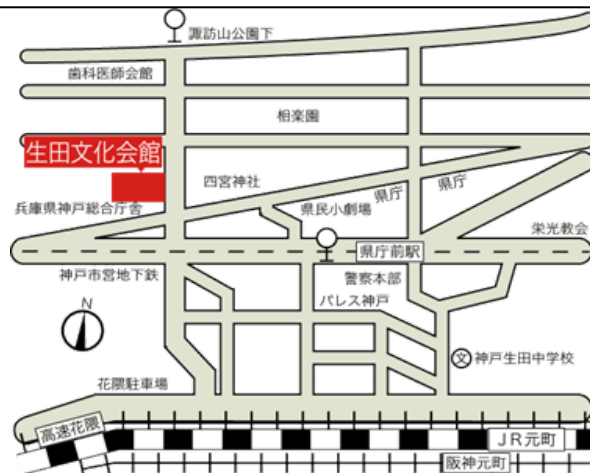 諏訪山公園下
歯科医師会館
相楽園
生田文化会館
四宮神社
県庁
県庁
兵庫県神戸総合庁舎
県民小劇場
栄光教会
県庁前駅
神戸市営地下鉄
警察本部
パレス神戸
N
文 神戸生田中学校
花隈駐車場
高速花隈
JR元町
阪神元町